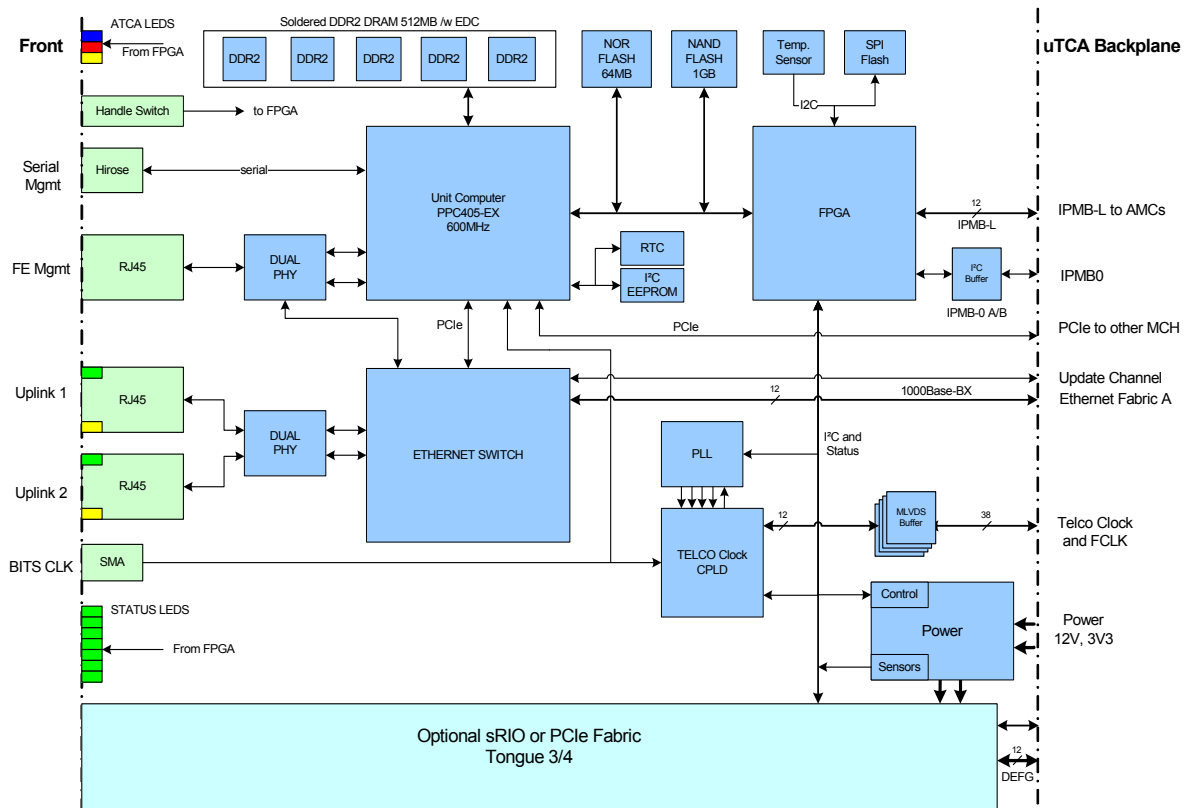 Front
ATCA LEDS
From FPGA
Soldered DDR2 DRAM 512MB /w EDC
DDR2
DDR2
DDR2
DDR2
DDR2
NOR
FLASH
64MB
NAND
FLASH
1GB
Temp.
Sensor
SPI
Flash
uTCA Backplane
I2C
Handle Switch
to FPGA
Serial
Mgmt
Hirose
serial
Unit Computer
PPC405-EX
600MHz
FPGA
12
IPMB-L
IPMB-L to AMCs
FE Mgmt
RJ45
DUAL
PHY
RTC
I²C
EEPROM
I²C
Buffer
IPMB-0 A/B
IPMB0
PCIe
PCIe
PCIe to other MCH
Uplink 1
RJ45
DUAL
PHY
ETHERNET SWITCH
Update Channel
12
1000Base-BX
Ethernet Fabric A
Uplink 2
RJ45
PLL
I²C and
Status
BITS CLK
SMA
TELCO Clock
CPLD
12
MLVDS
Buffer
38
Telco Clock
and FCLK
STATUS LEDS
From FPGA
Control
Power
Sensors
Power
12V, 3V3
Optional sRIO or PCIe Fabric
Tongue 3/4
12
DEFG